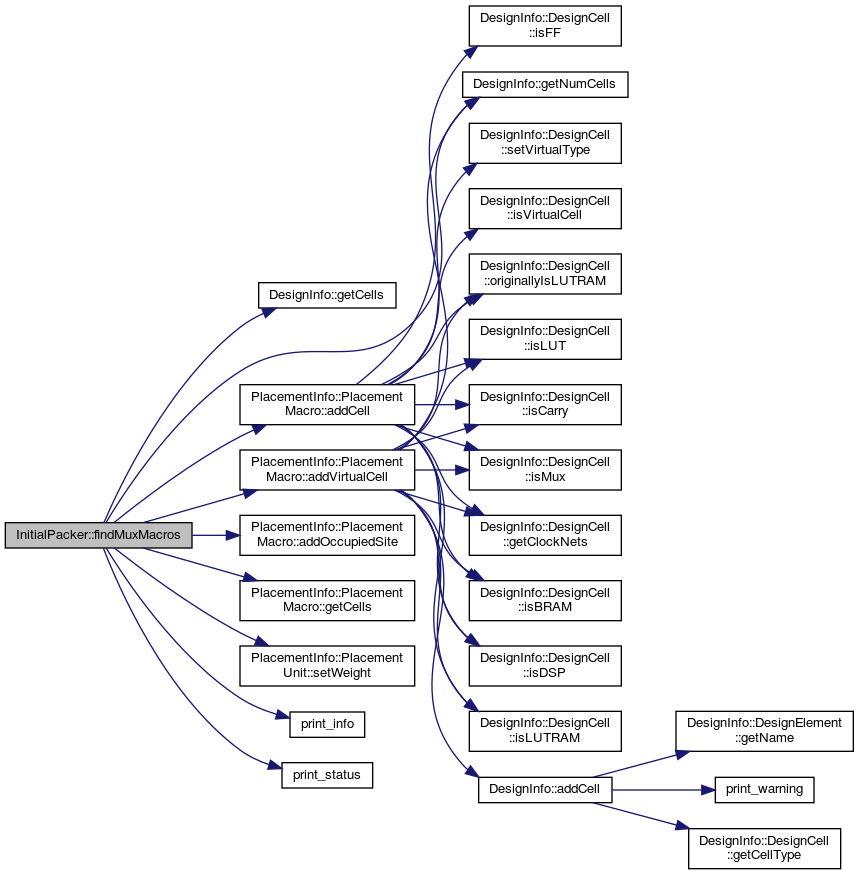 InitialPacker::findMuxMacros
DesignInfo::getCells
PlacementInfo::Placement
Macro::addCell
PlacementInfo::Placement
Macro::addVirtualCell
PlacementInfo::Placement
Macro::addOccupiedSite
PlacementInfo::Placement
Macro::getCells
PlacementInfo::Placement
Unit::setWeight
print_info
print_status
DesignInfo::DesignCell
::isFF
DesignInfo::getNumCells
DesignInfo::DesignCell
::setVirtualType
DesignInfo::DesignCell
::isVirtualCell
DesignInfo::DesignCell
::originallyIsLUTRAM
DesignInfo::DesignCell
::isLUT
DesignInfo::DesignCell
::isCarry
DesignInfo::DesignCell
::isMux
DesignInfo::DesignCell
::getClockNets
DesignInfo::DesignCell
::isBRAM
DesignInfo::DesignCell
::isDSP
DesignInfo::DesignCell
::isLUTRAM
DesignInfo::addCell
DesignInfo::DesignElement
::getName
print_warning
DesignInfo::DesignCell
::getCellType